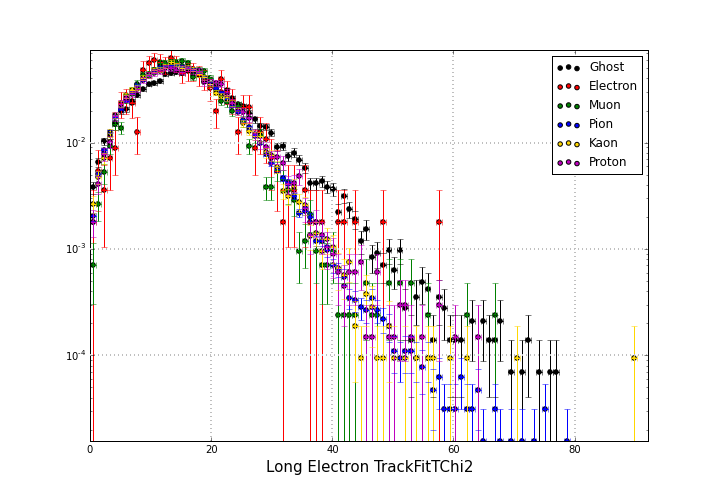 Ghost
Electron
Muon
Pion
Kaon
Proton
10^-2
10^-3
10^-4
0 20 40 60 80
Long Electron TrackFitTChi2